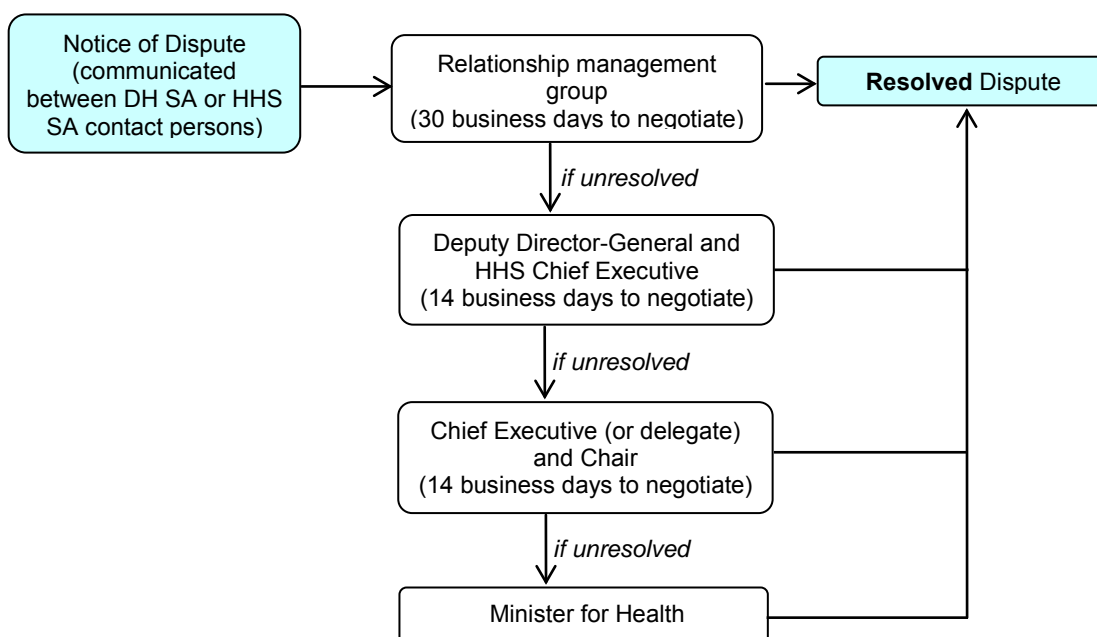 Notice of Dispute
(communicated
between DH SA or HHS
SA contact persons)
Relationship management
group
(30 business days to negotiate)
Resolved Dispute
if unresolved
Deputy Director-General and
HHS Chief Executive
(14 business days to negotiate)
if unresolved
Chief Executive (or delegate)
and Chair
(14 business days to negotiate)
if unresolved
Minister for Health